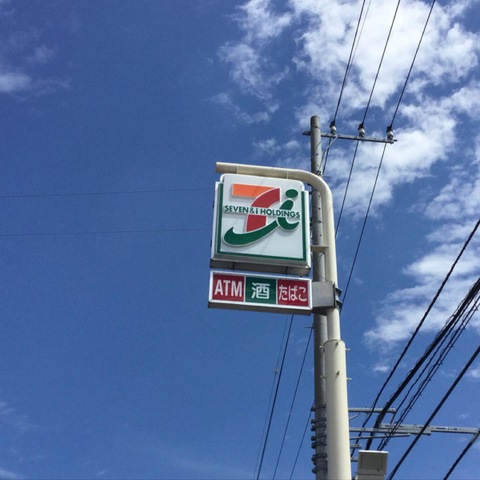 SEVEN & i HOLDINGS
ATM 酒 たばこ